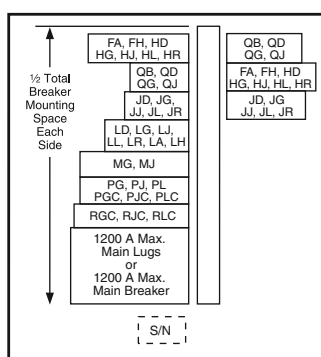 ½ Total
Breaker
Mounting
Space
Each
Side
FA, FH, HD
HG, HJ, HL, HR
QB, QD
QG, QJ
JD, JG,
JJ, JL, JR
LD, LG, LJ,
LL, LR, LA, LH
MG, MJ
PG, PJ, PL
PGC, PJC, PLC
RGC, RJC, RLC
1200 A Max.
Main Lugs
or
1200 A Max.
Main Breaker
QB, QD
QG, QJ
FA, FH, HD
HG, HJ, HL, HR
JD, JG
JJ, JL, JR
S/N